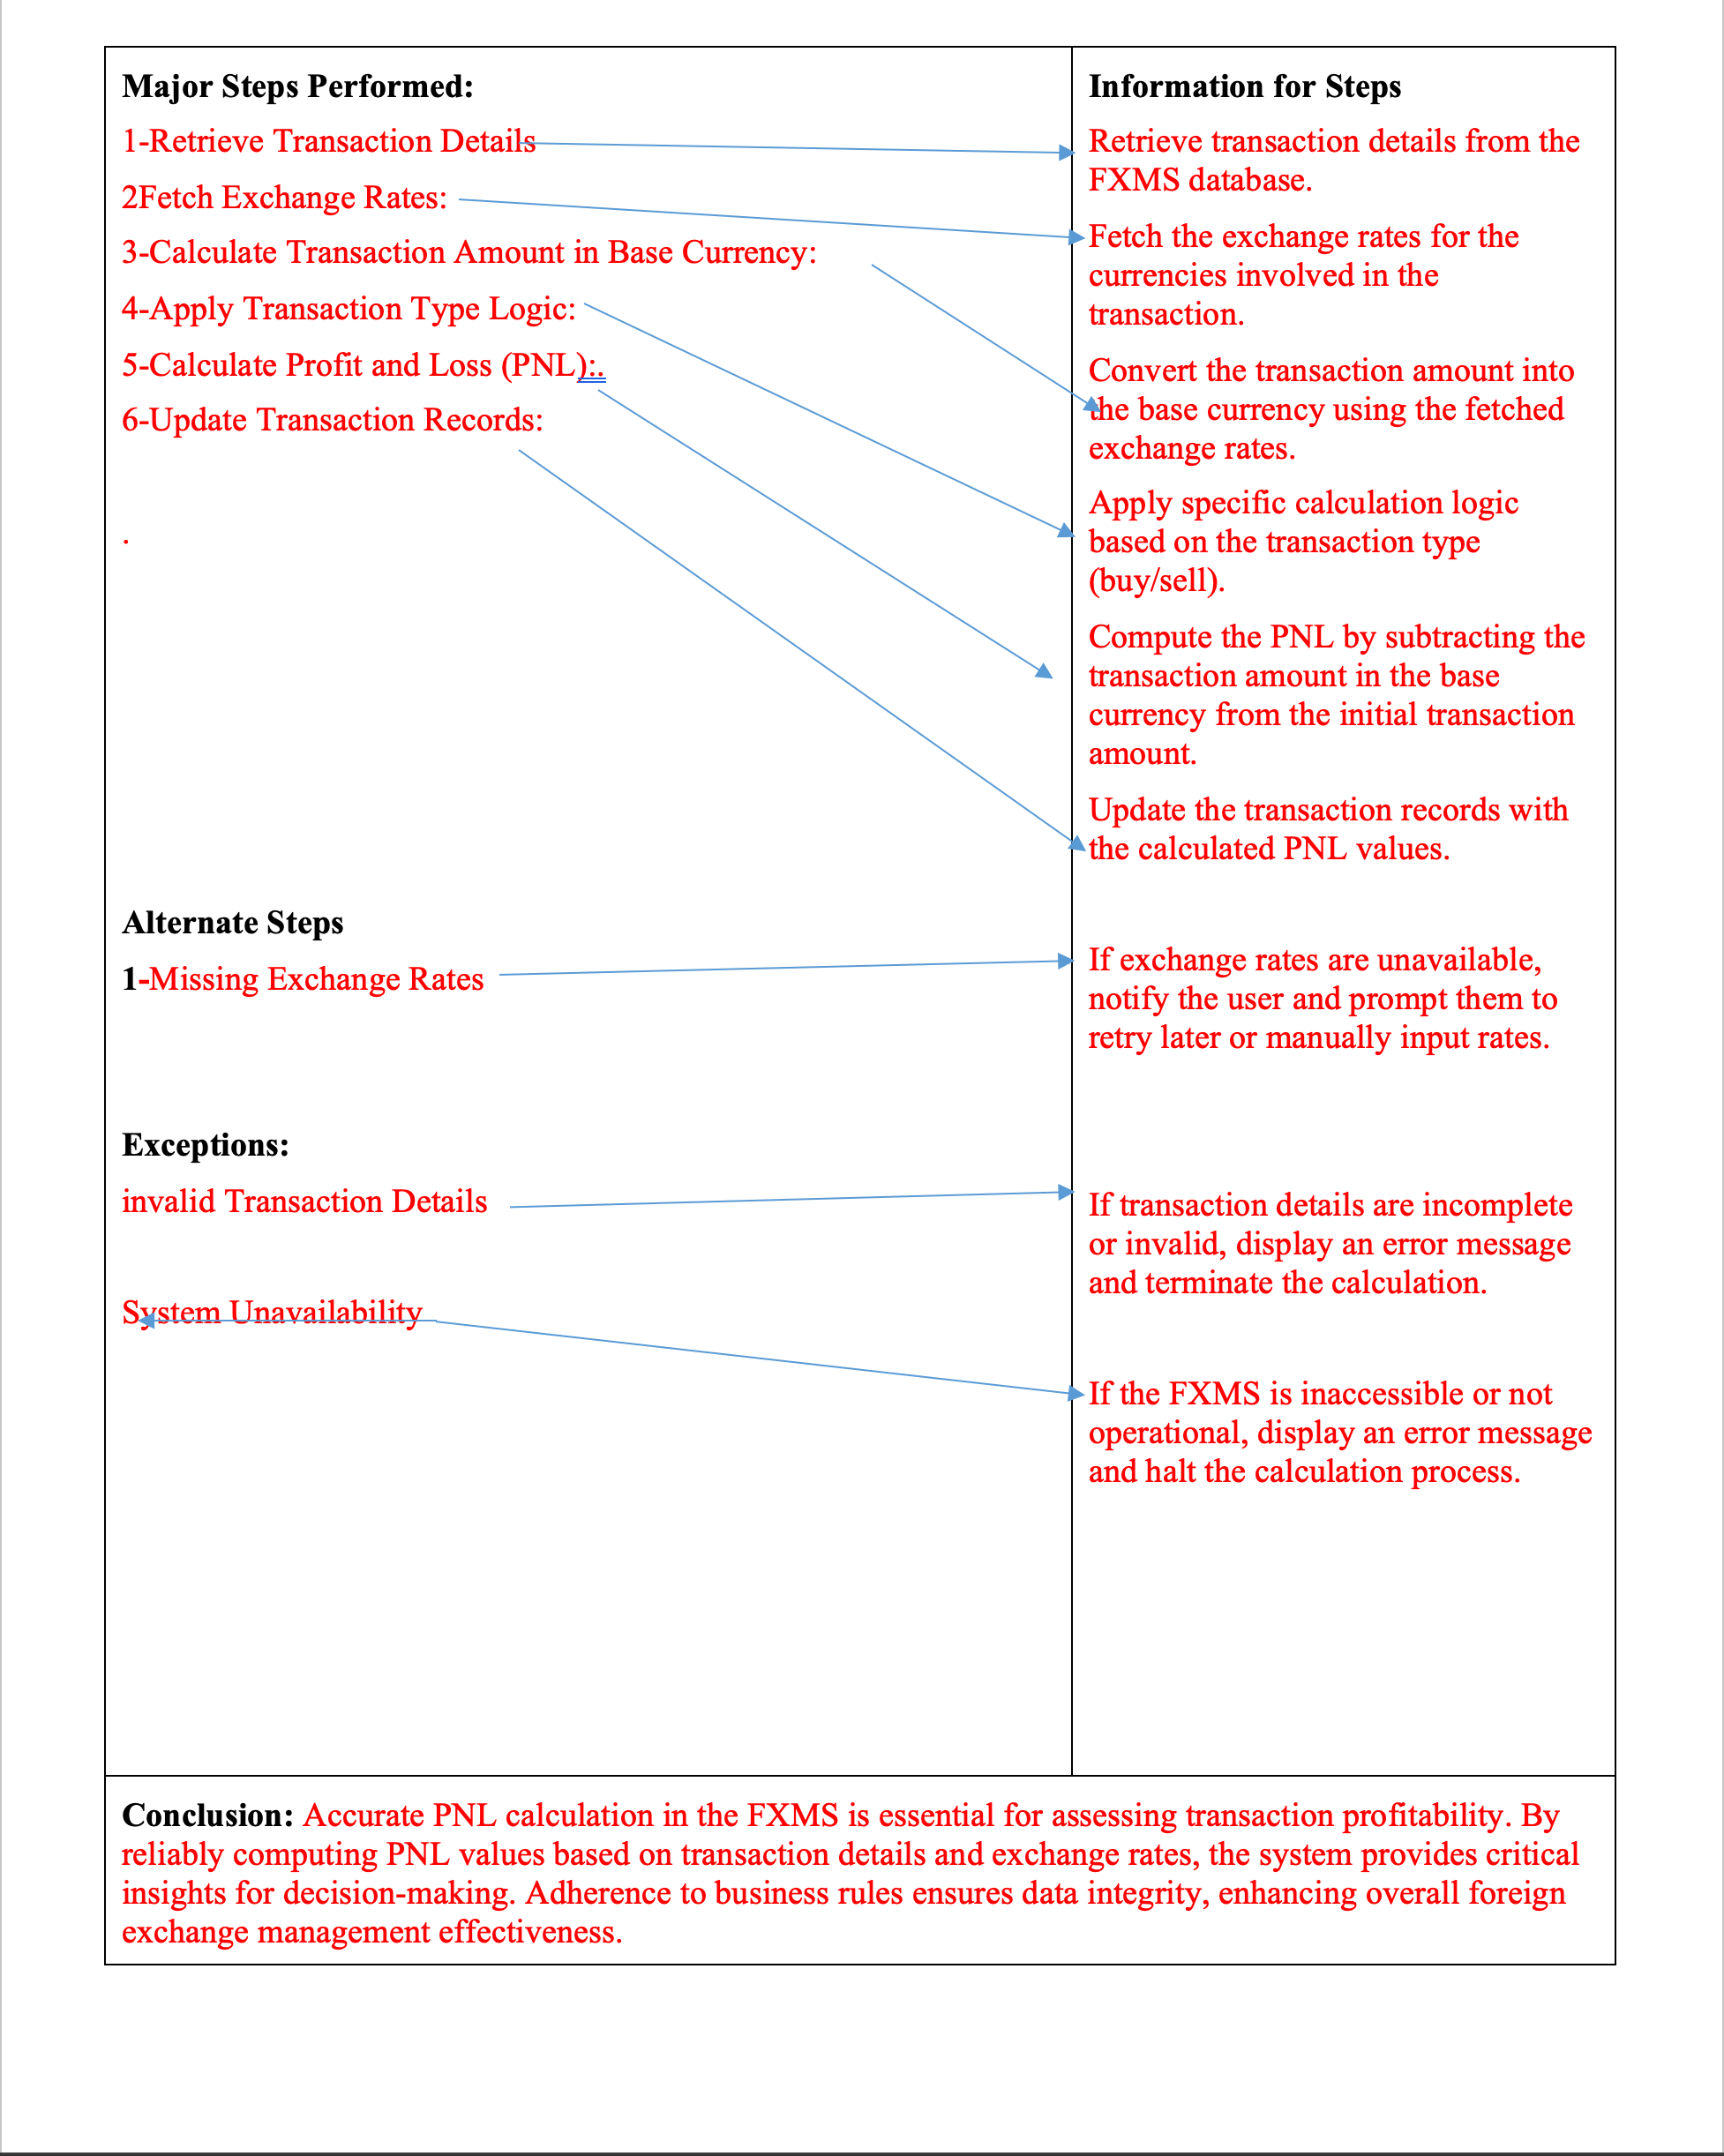 Major Steps Performed:
1-Retrieve Transaction Details
2Fetch Exchange Rates:
3-Calculate Transaction Amount in Base Currency:
4-Apply Transaction Type Logic:
5-Calculate Profit and Loss (PNL):.
6-Update Transaction Records:
.
Alternate Steps
1-Missing Exchange Rates
Exceptions:
invalid Transaction Details
System Unavailability
Information for Steps
Retrieve transaction details from the
FXMS database.
Fetch the exchange rates for the
currencies involved in the
transaction.
Convert the transaction amount into
the base currency using the fetched
exchange rates.
Apply specific calculation logic
based on the transaction type
(buy/sell).
Compute the PNL by subtracting the
transaction amount in the base
currency from the initial transaction
amount.
Update the transaction records with
the calculated PNL values.
If exchange rates are unavailable,
notify the user and prompt them to
retry later or manually input rates.
If transaction details are incomplete
or invalid, display an error message
and terminate the calculation.
If the FXMS is inaccessible or not
operational, display an error message
and halt the calculation process.
Conclusion: Accurate PNL calculation in the FXMS is essential for assessing transaction profitability. By
reliably computing PNL values based on transaction details and exchange rates, the system provides critical
insights for decision-making. Adherence to business rules ensures data integrity, enhancing overall foreign
exchange management effectiveness.